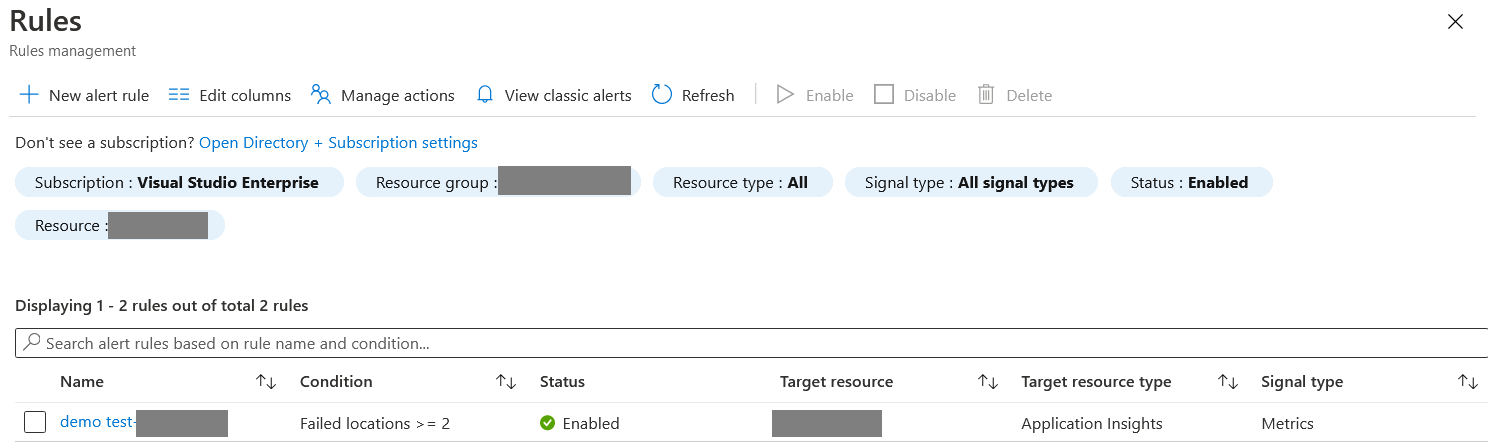 Rules
Rules management
New alert rule Edit columns Manage actions View classic alerts Refresh Enable Disable Delete
Don't see a subscription? Open Directory + Subscription settings
Subscription : Visual Studio Enterprise Resource group : Resource type : All Signal type : All signal types Status : Enabled
Resource :
Displaying 1 - 2 rules out of total 2 rules
Search alert rules based on rule name and condition...
Name Condition Status Target resource Target resource type Signal type
demo test- Failed locations >= 2 Enabled Application Insights Metrics